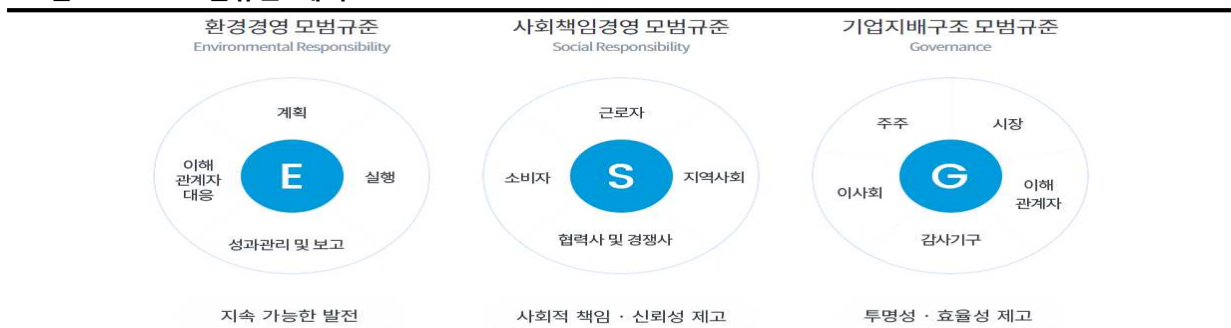 환경경영 모범규준
Environmental Responsibility
계획
이해
관계자
대응
E
실행
성과관리 및 보고
지속 가능한 발전
사회책임경영 모범규준
Social Responsibility
근로자
소비자
S
지역사회
협력사 및 경쟁사
사회적 책임 · 신뢰성 제고
기업지배구조 모범규준
Governance
주주
시장
이사회
G
이해
관계자
감사기구
투명성 · 효율성 제고